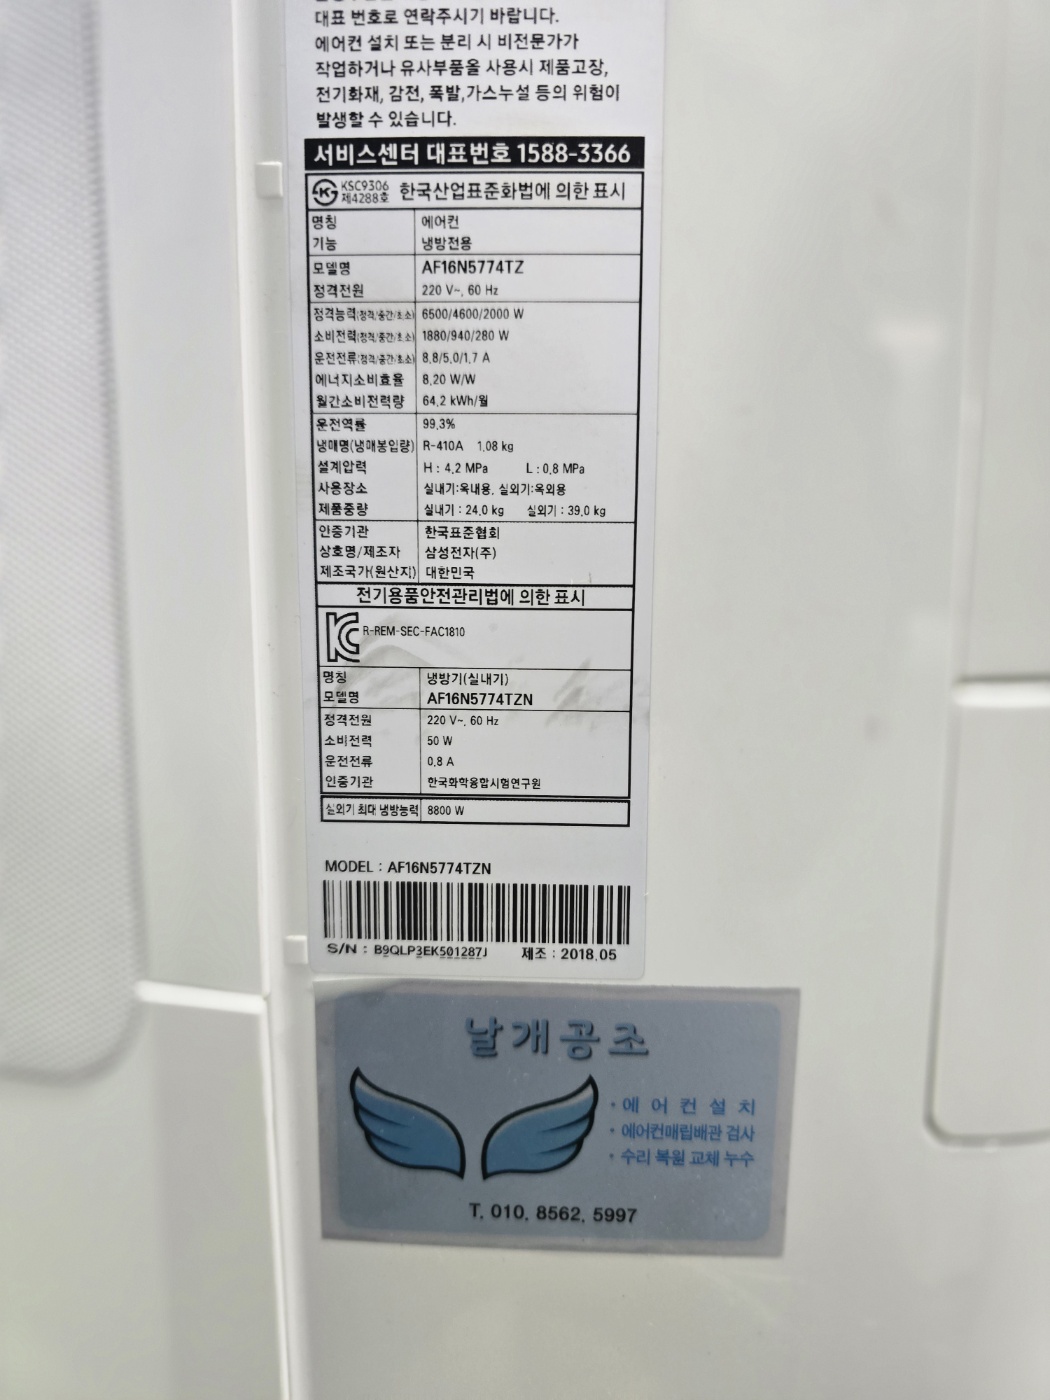 대표 번호로 연락주시기 바랍니다.
에어컨 설치 또는 분리 시 비전문가가
작업하거나 유사부품을 사용시 제품고장,
전기화재, 감전, 폭발,가스누설 등의 위험이
발생할 수 있습니다.
서비스센터 대표번호 1588-3366
KSC9306
제4288호 한국산업표준화법에 의한 표시
명칭 에어컨
기능 냉방전용
모델명 AF16N5774TZ
정격전원 220 V~, 60 Hz
정격능력(정격/중간/최소) 6500/4600/2000 W
소비전력(정격/중간/최소) 1880/940/280 W
운전전류(정격/중간/최소) 8.8/5.0/1.7 A
에너지소비효율 8.20 W/W
월간소비전력량 64.2 kWh/월
운전역률 99.3%
냉매명(냉매봉입량) R-410A 1.08 kg
설계압력 H : 4.2 MPa L : 0.8 MPa
사용장소 실내기:옥내용, 실외기:옥외용
제품중량 실내기 : 24.0 kg 실외기 : 39.0 kg
인증기관 한국표준협회
상호명/제조자 삼성전자(주)
제조국가(원산지) 대한민국
전기용품안전관리법에 의한 표시
R-REM-SEC-FAC1810
명칭 냉방기(실내기)
모델명 AF16N5774TZN
정격전원 220 V~, 60 Hz
소비전력 50 W
운전전류 0.8 A
인증기관 한국화학융합시험연구원
실외기 최대 냉방능력 8800 W
MODEL : AF16N5774TZN
S/N : B9QLP3EK501287J 제조 : 2018.05
날개공조
· 에 어 컨 설 치
· 에어컨매립배관 검사
· 수리 복원 교체 누수
T. 010. 8562. 5997